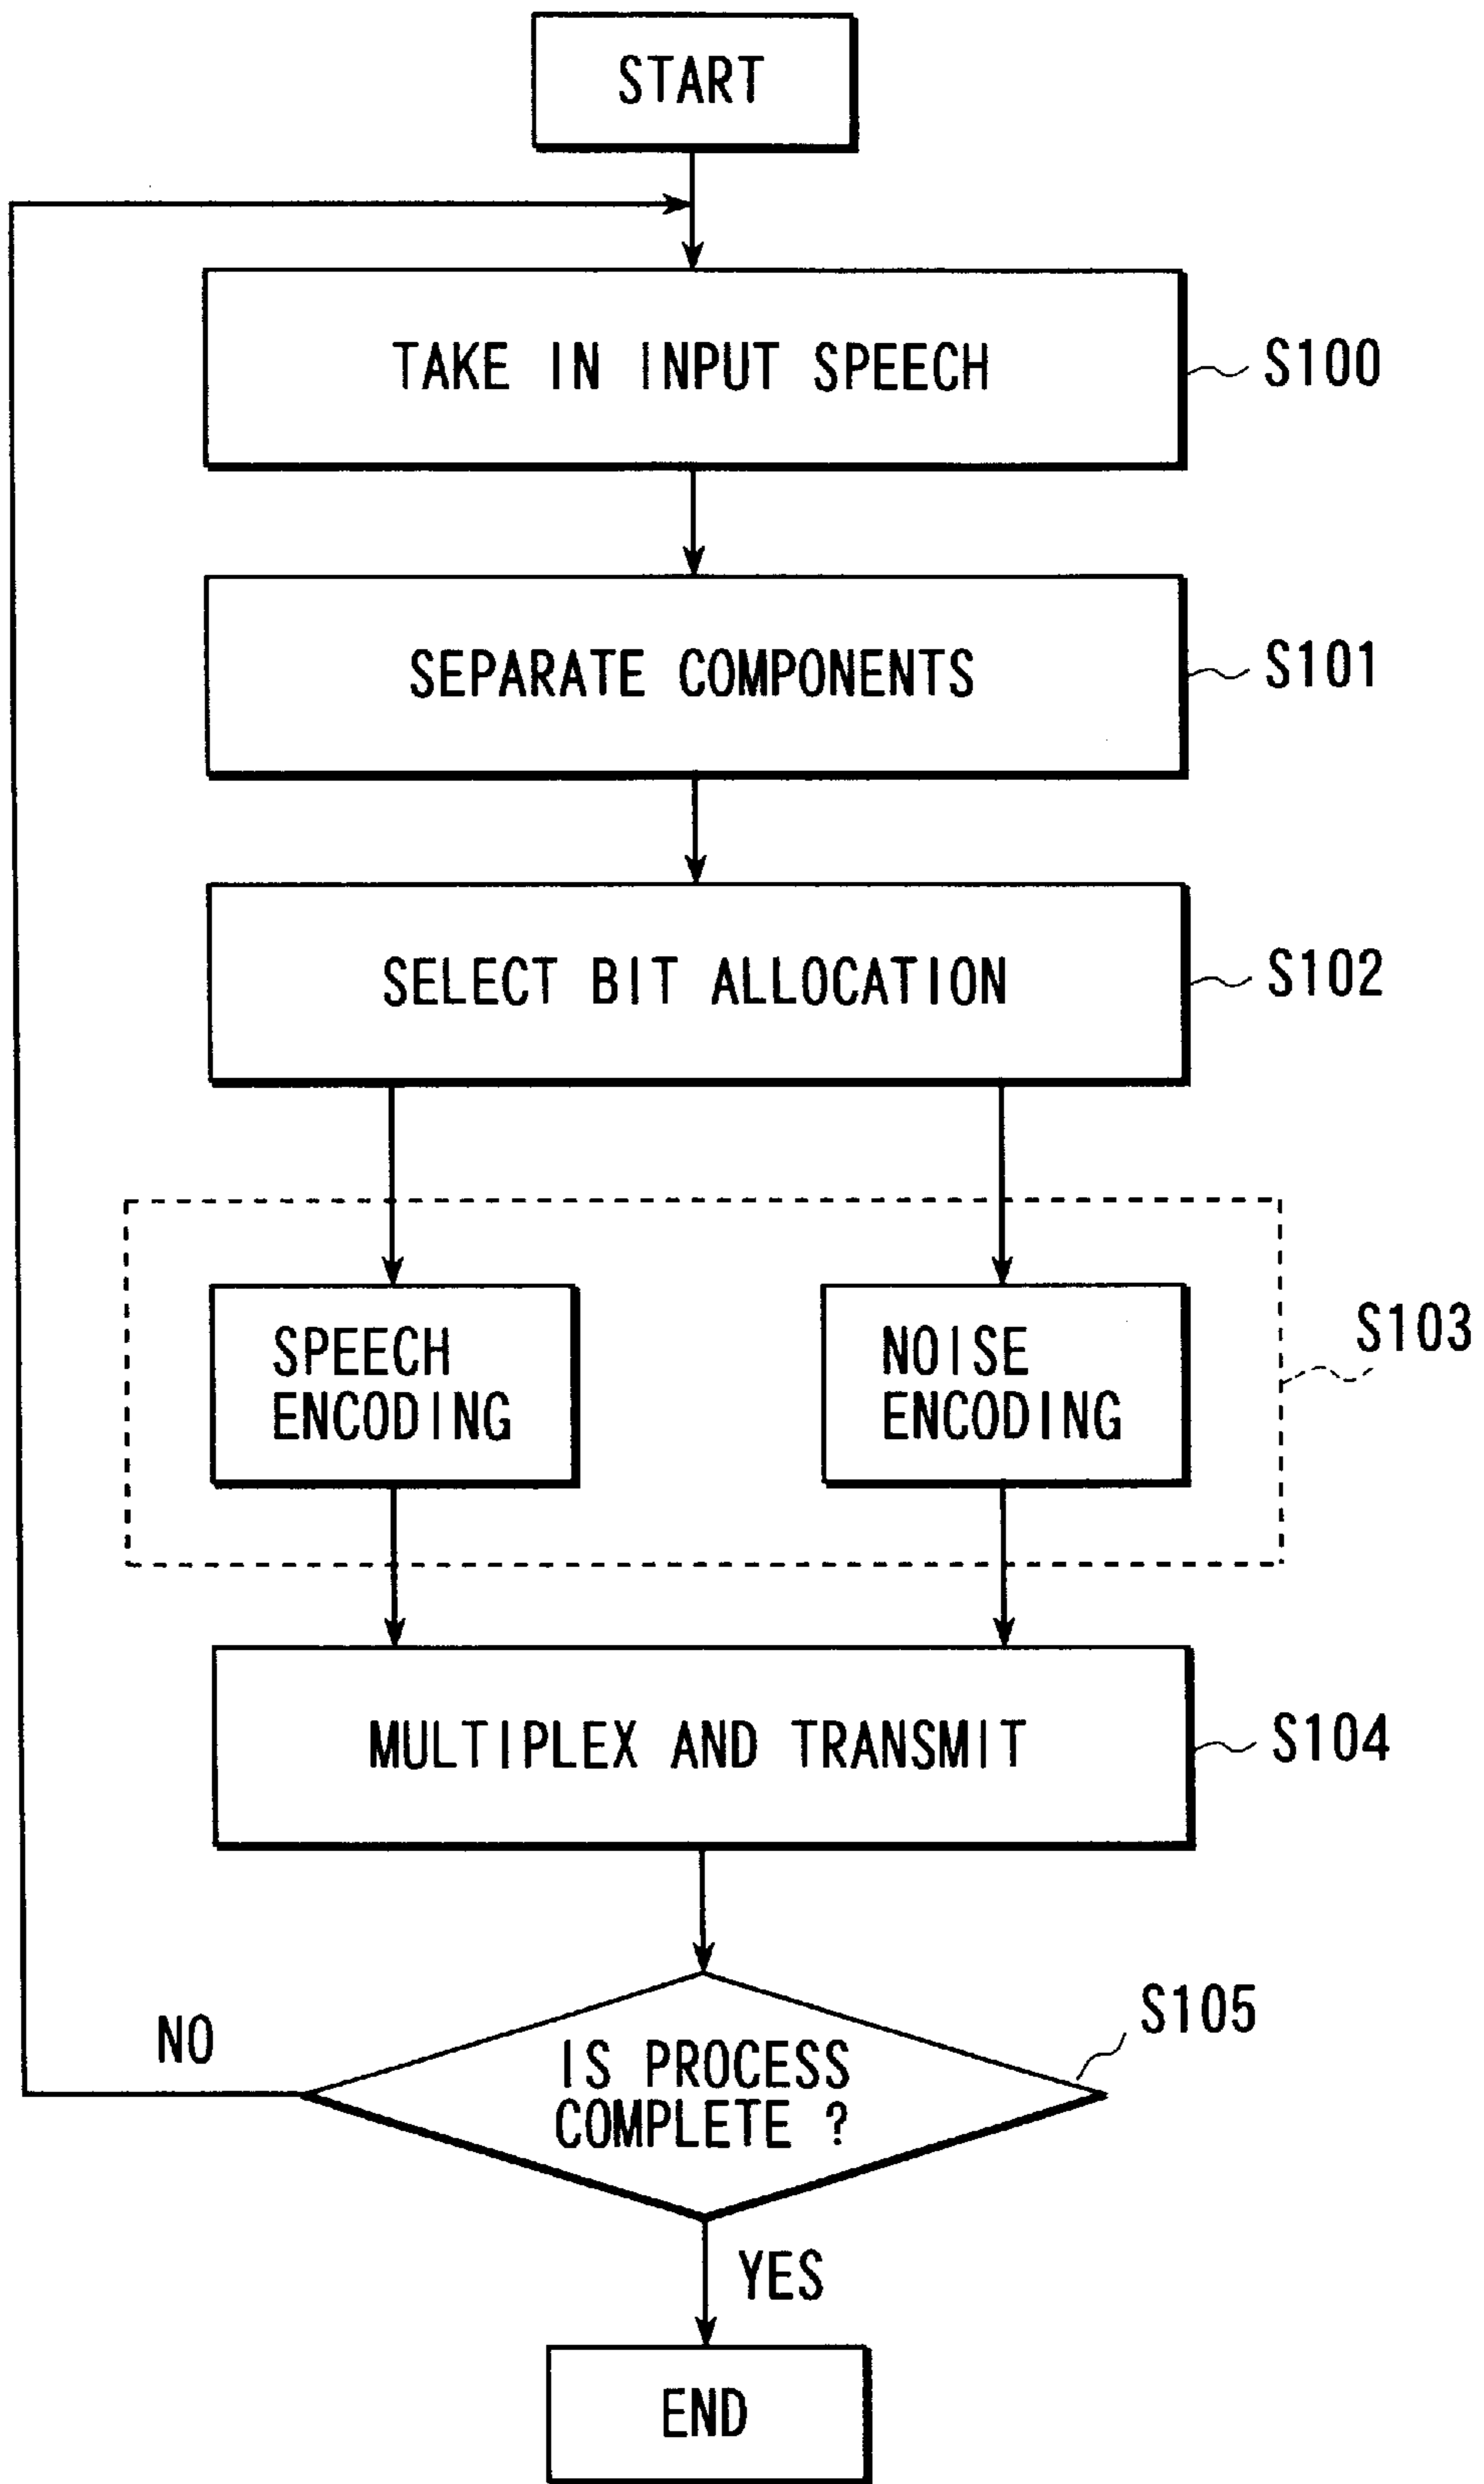 START
TAKE IN INPUT SPEECH
S100
SEPARATE COMPONENTS
S101
SELECT BIT ALLOCATION
S102
SPEECH
ENCODING
NOISE
ENCODING
S103
MULTIPLEX AND TRANSMIT
S104
S105
NO
IS PROCESS
COMPLETE ?
YES
END